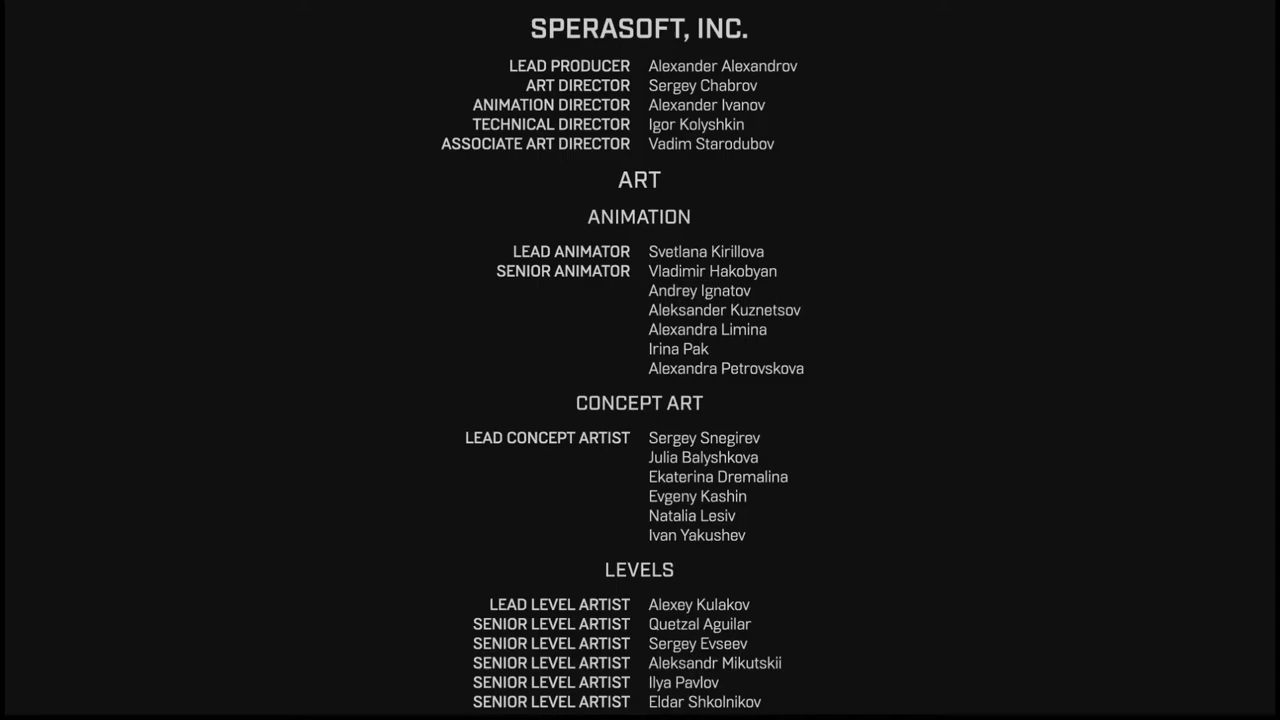 SPERASOFT, INC.
LEAD PRODUCER Alexander Alexandrov
ART DIRECTOR Sergey Chabrov
ANIMATION DIRECTOR Alexander Ivanov
TECHNICAL DIRECTOR Igor Kolyshkin
ASSOCIATE ART DIRECTOR Vadim Starodubov
ART
ANIMATION
LEAD ANIMATOR Svetlana Kirillova
SENIOR ANIMATOR Vladimir Hakobyan
Andrey Ignatov
Aleksander Kuznetsov
Alexandra Limina
Irina Pak
Alexandra Petrovskova
CONCEPT ART
LEAD CONCEPT ARTIST Sergey Snegirev
Julia Balyshkova
Ekaterina Dremalina
Evgeny Kashin
Natalia Lesiv
Ivan Yakushev
LEVELS
LEAD LEVEL ARTIST Alexey Kulakov
SENIOR LEVEL ARTIST Quetzal Aguilar
SENIOR LEVEL ARTIST Sergey Evseev
SENIOR LEVEL ARTIST Aleksandr Mikutskii
SENIOR LEVEL ARTIST Ilya Pavlov
SENIOR LEVEL ARTIST Eldar Shkolnikov